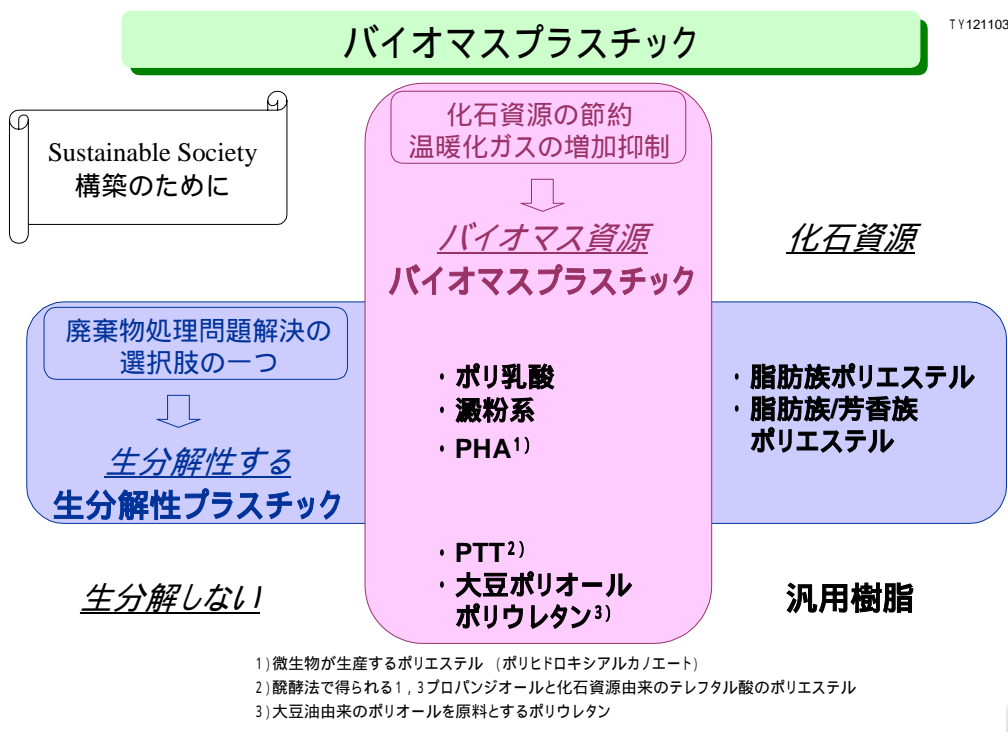 バイオマスプラスチック
TY121103
Sustainable Society
構築のために
化石資源の節約
温暖化ガスの増加抑制
バイオマス資源
バイオマスプラスチック
化石資源
廃棄物処理問題解決の
選択肢の一つ
生分解性する
生分解性プラスチック
・ポリ乳酸
・澱粉系
・PHA1)
・脂肪族ポリエステル
・脂肪族/芳香族
ポリエステル
生分解しない
・PTT2)
・大豆ポリオール
ポリウレタン3)
汎用樹脂
1)微生物が生産するポリエステル (ポリヒドロキシアルカノエート)
2)醗酵法で得られる1,3プロパンジオールと化石資源由来のテレフタル酸のポリエステル
3)大豆油由来のポリオールを原料とするポリウレタン